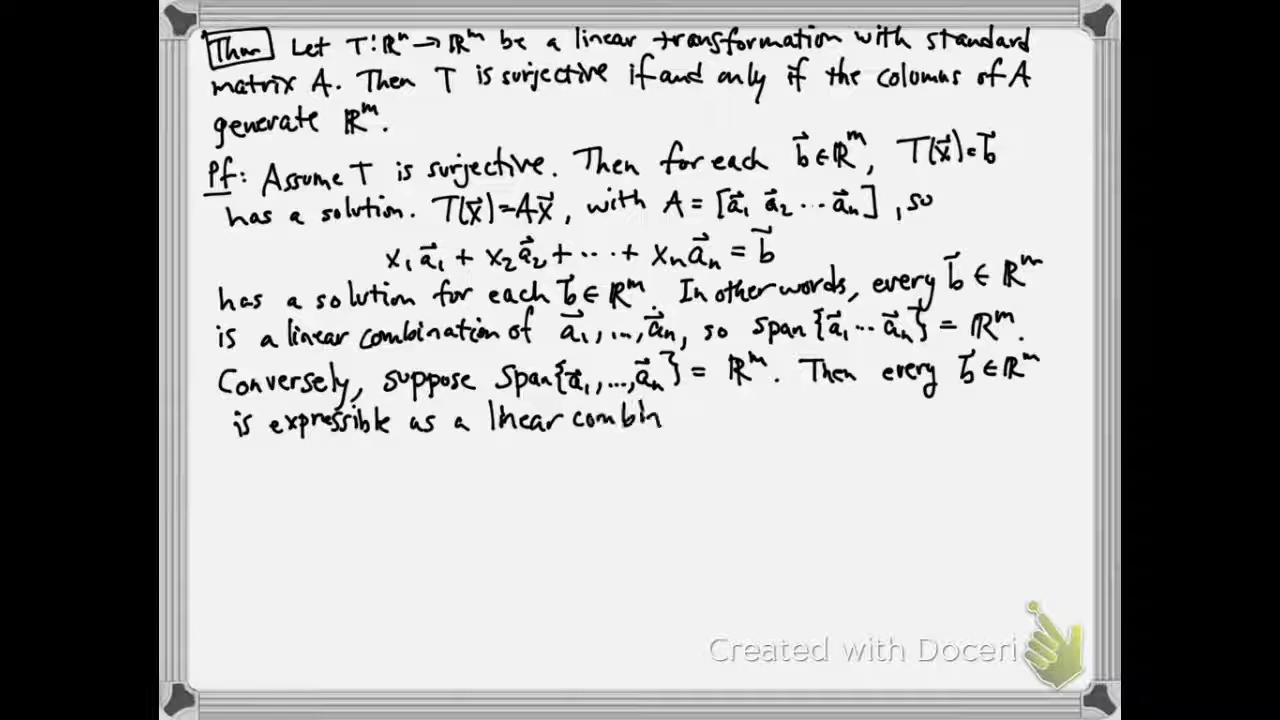 Thm Let T: ℝⁿ → ℝᵐ be a linear transformation with standard
matrix A. Then T is surjective if and only if the columns of A
generate ℝᵐ.
Pf: Assume T is surjective. Then for each b⃗ ∈ ℝᵐ, T(x⃗) = b⃗
has a solution. T(x⃗) = Ax⃗, with A = [a⃗₁ a⃗₂ ... a⃗ₙ], so
x₁a⃗₁ + x₂a⃗₂ + ... + xₙa⃗ₙ = b⃗
has a solution for each b⃗ ∈ ℝᵐ. In other words, every b⃗ ∈ ℝᵐ
is a linear combination of a⃗₁, ..., a⃗ₙ, so span{a⃗₁ ... a⃗ₙ} = ℝᵐ.
Conversely, suppose span{a⃗₁, ..., a⃗ₙ} = ℝᵐ. Then every b⃗ ∈ ℝᵐ
is expressible as a linear combin
Created with Doceri